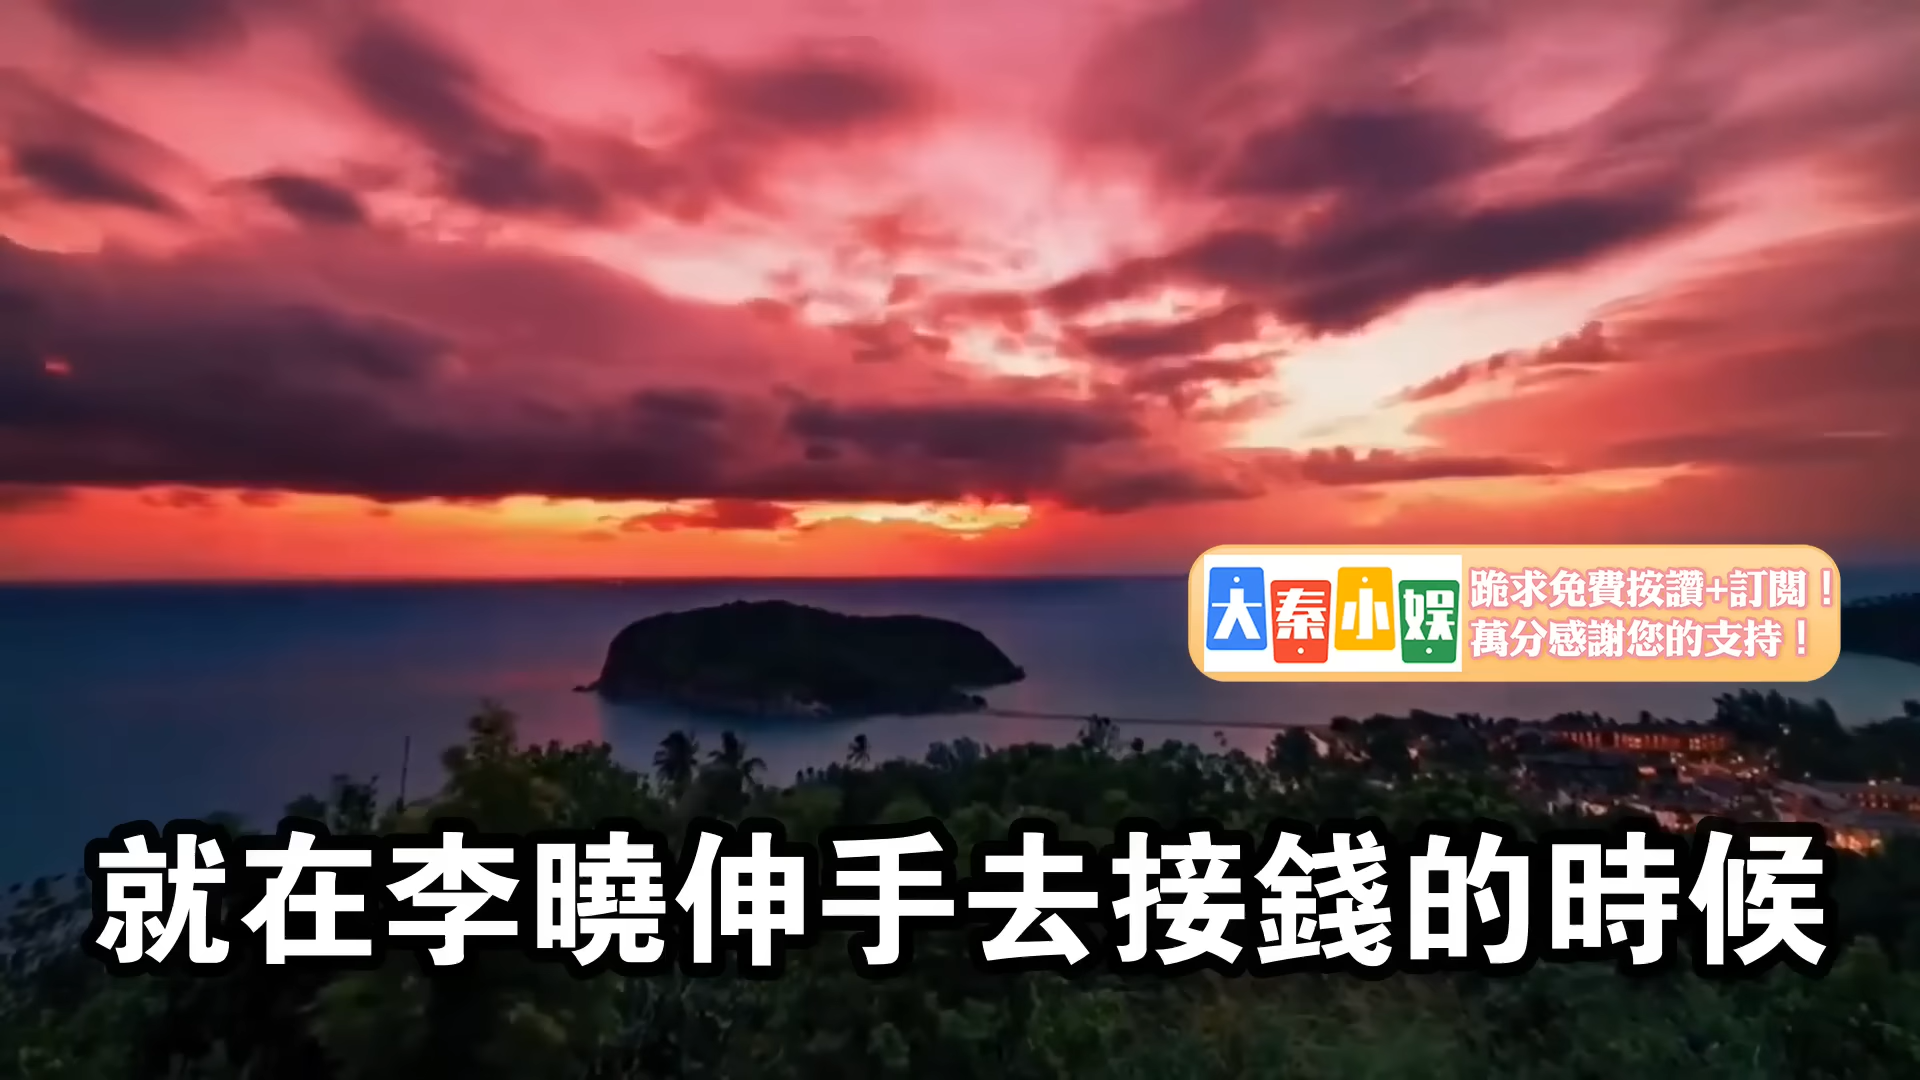 大秦小娱
跪求免費按讚+訂閱！
萬分感謝您的支持！
就在李曉伸手去接錢的時候